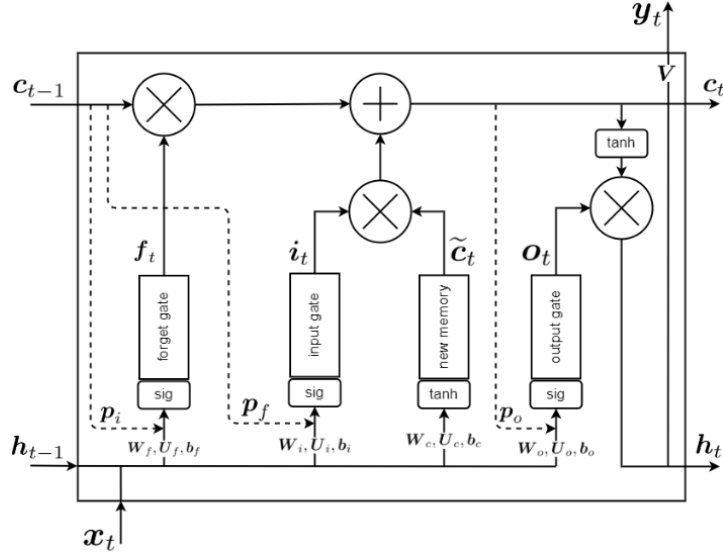 y_t
V
c_{t-1}
c_t
tanh
f_t
i_t
c̃_t
o_t
forget gate
input gate
new memory
output gate
sig
sig
tanh
sig
p_i
p_f
p_o
W_f, U_f, b_f
W_i, U_i, b_i
W_c, U_c, b_c
W_o, U_o, b_o
h_{t-1}
h_t
x_t